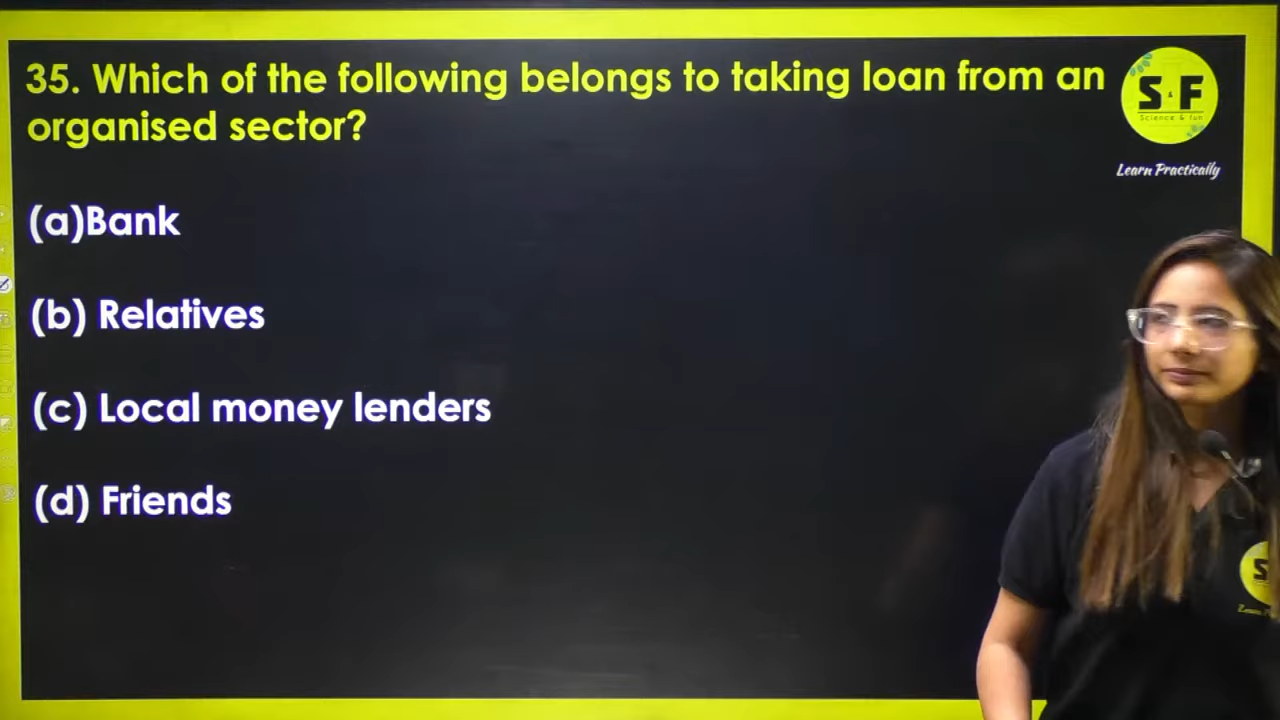 35. Which of the following belongs to taking loan from an
organised sector?
S&F
Science & fun
Learn Practically
(a)Bank
(b) Relatives
(c) Local money lenders
(d) Friends
S